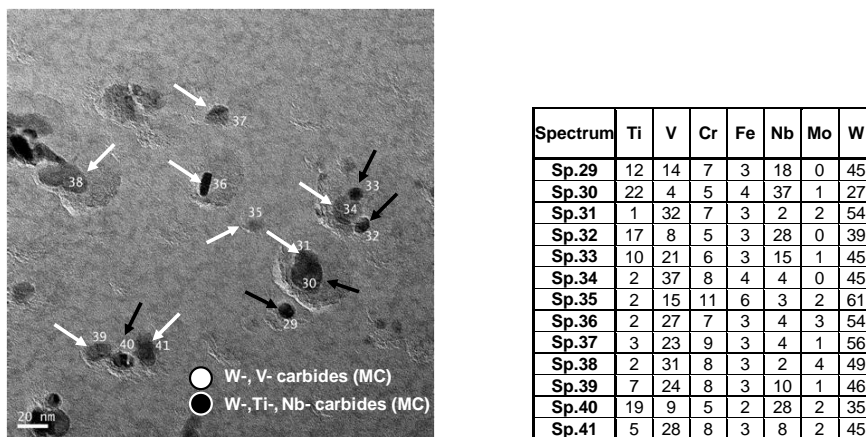 37
38
36
33
34
35
32
31
30
29
39
40
41
W-, V- carbides (MC)
W-,Ti-, Nb- carbides (MC)
20 nm
Spectrum Ti V Cr Fe Nb Mo W
Sp.29 12 14 7 3 18 0 45
Sp.30 22 4 5 4 37 1 27
Sp.31 1 32 7 3 2 2 54
Sp.32 17 8 5 3 28 0 39
Sp.33 10 21 6 3 15 1 45
Sp.34 2 37 8 4 4 0 45
Sp.35 2 15 11 6 3 2 61
Sp.36 2 27 7 3 4 3 54
Sp.37 3 23 9 3 4 1 56
Sp.38 2 31 8 3 2 4 49
Sp.39 7 24 8 3 10 1 46
Sp.40 19 9 5 2 28 2 35
Sp.41 5 28 8 3 8 2 45